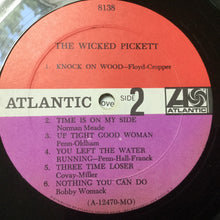 8138
THE WICKED PICKETT
1. KNOCK ON WOOD—Floyd-Cropper
ATLANTIC
love
SIDE
2
ATLANTIC
2. TIME IS ON MY SIDE
Norman Meade
3. UP TIGHT GOOD WOMAN
Penn-Oldham
4. YOU LEFT THE WATER
RUNNING—Penn-Hall-Franck
5. THREE TIME LOSER
Covay-Miller
6. NOTHING YOU CAN DO
Bobby Womack
(A-12470-MO)